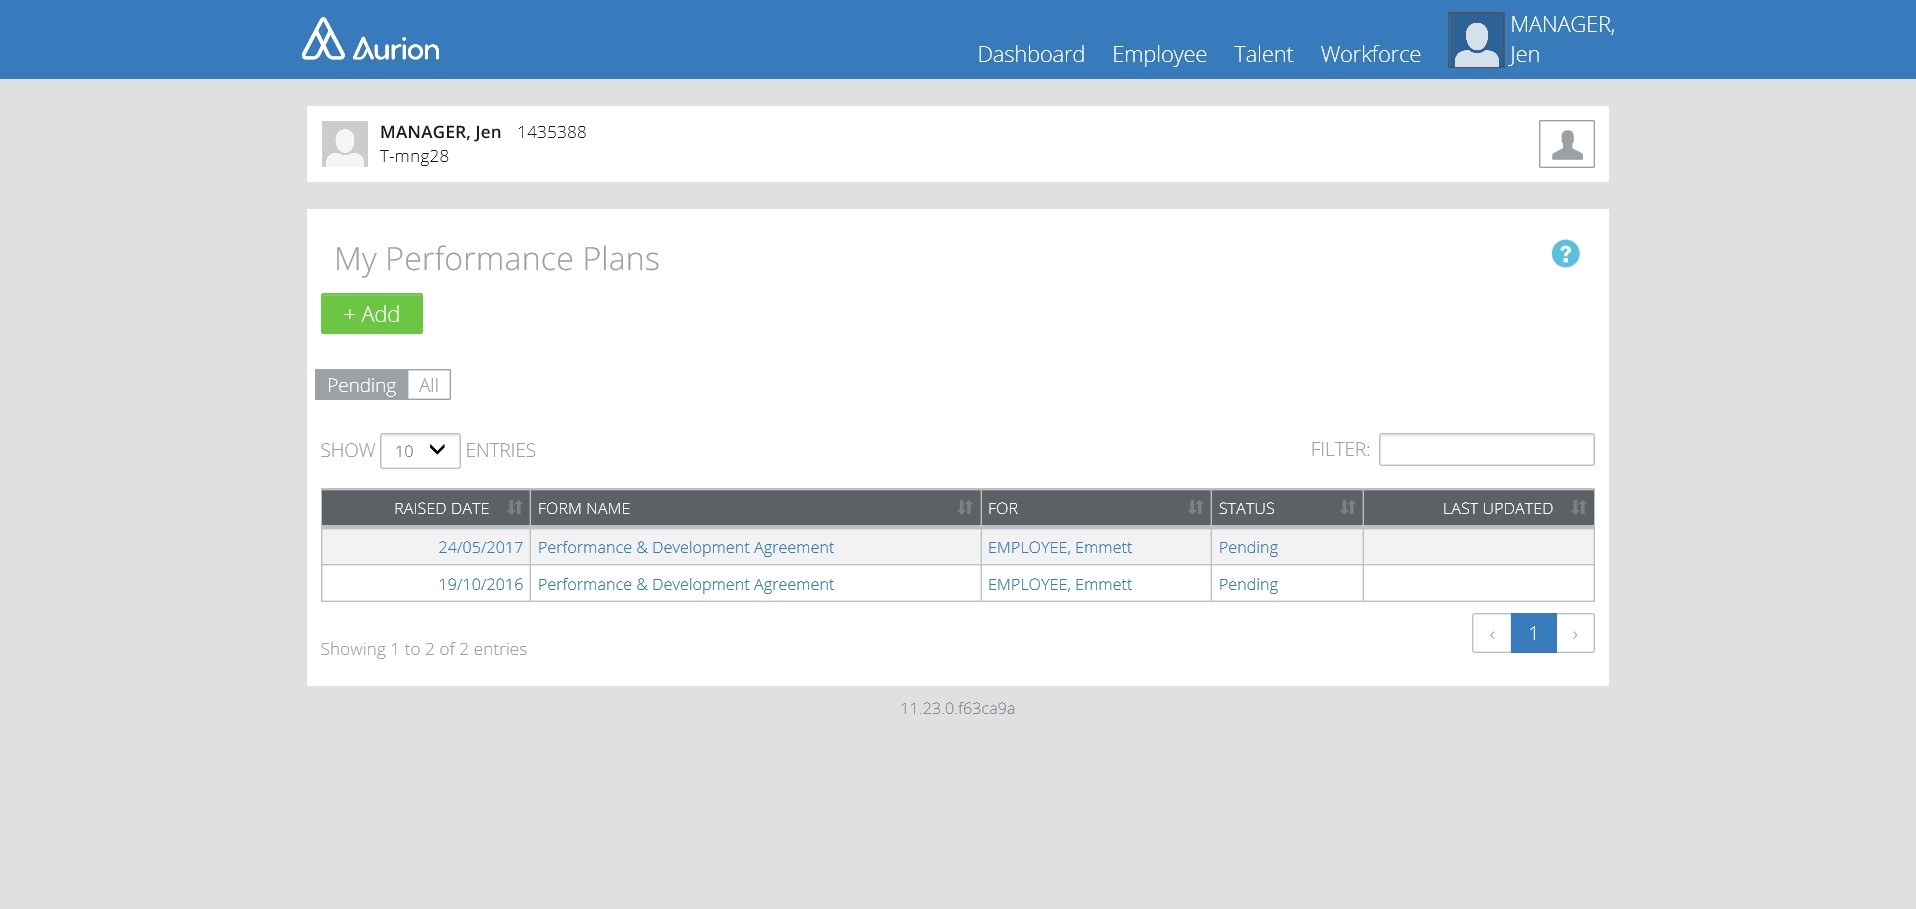 Aurion
Dashboard Employee Talent Workforce MANAGER, Jen
MANAGER, Jen 1435388
T-mng28
My Performance Plans
?
+ Add
Pending All
SHOW 10 ENTRIES FILTER:
RAISED DATE FORM NAME FOR STATUS LAST UPDATED
24/05/2017 Performance & Development Agreement EMPLOYEE, Emmett Pending
19/10/2016 Performance & Development Agreement EMPLOYEE, Emmett Pending
‹ 1 ›
Showing 1 to 2 of 2 entries
11.23.0.f63ca9a